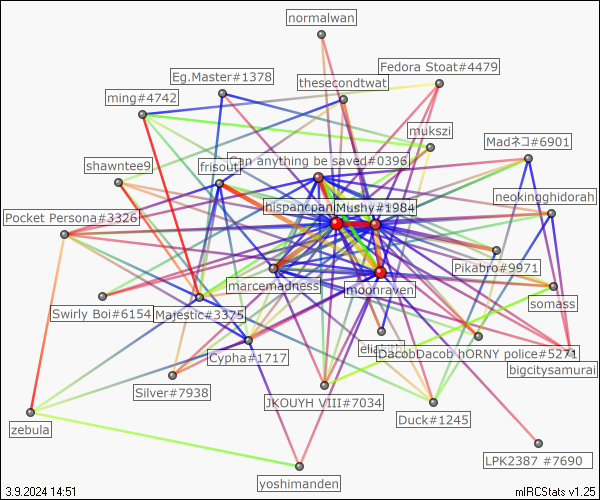 normalwan
Fedora Stoat#4479
Eg.Master#1378
thesecondtwat
ming#4742
mukszi
Madネコ#6901
shawntee9
frisouti
Can anything be saved#0396
neokingghidorah
Pocket Persona#3326
hispanicpan
Mushy#1984
Pikabro#9971
marcemadness
moonraven
somass
Swirly Boi#6154
Majestic#3375
DacobDacob hORNY police#5271
Cypha#1717
bigcitysamurai
Silver#7938
JKOUYH VIII#7034
Duck#1245
zebula
LPK2387 #7690
yoshimanden
3.9.2024 14:51
mIRCStats v1.25